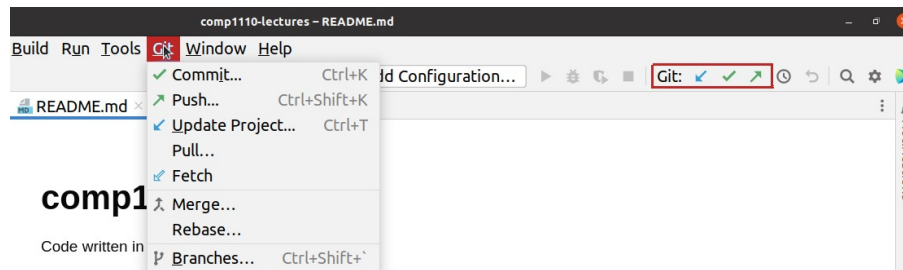 comp1110-lectures – README.md
Build Run Tools Git Window Help
Commit... Ctrl+K
dd Configuration...
Git:
README.md
Push... Ctrl+Shift+K
Update Project... Ctrl+T
Pull...
Fetch
comp1
Merge...
Rebase...
Code written in
Branches... Ctrl+Shift+`